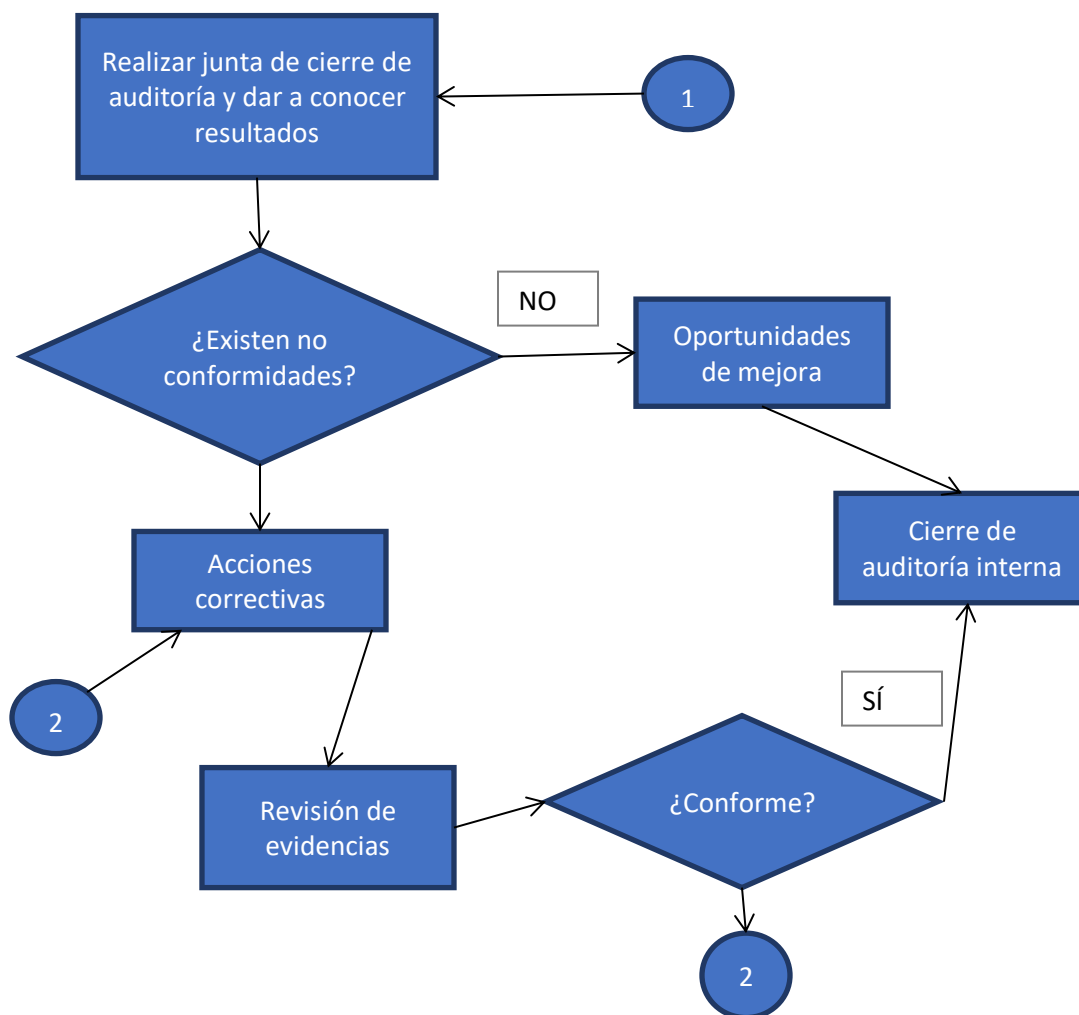 Realizar junta de cierre de
auditoría y dar a conocer
resultados
1
¿Existen no
conformidades?
NO
Oportunidades
de mejora
Cierre de
auditoría interna
Acciones
correctivas
2
SÍ
Revisión de
evidencias
¿Conforme?
2